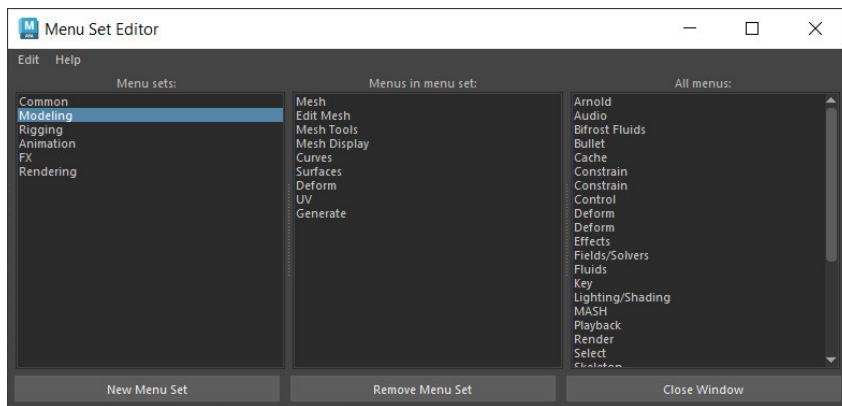 Menu Set Editor
Edit Help
Menu sets:
Common
Modeling
Rigging
Animation
FX
Rendering
Menus in menu set:
Mesh
Edit Mesh
Mesh Tools
Mesh Display
Curves
Surfaces
Deform
UV
Generate
All menus:
Arnold
Audio
Bifrost Fluids
Bullet
Cache
Constrain
Constrain
Control
Deform
Deform
Effects
Fields/Solvers
Fluids
Key
Lighting/Shading
MASH
Playback
Render
Select
Skeleton
New Menu Set
Remove Menu Set
Close Window